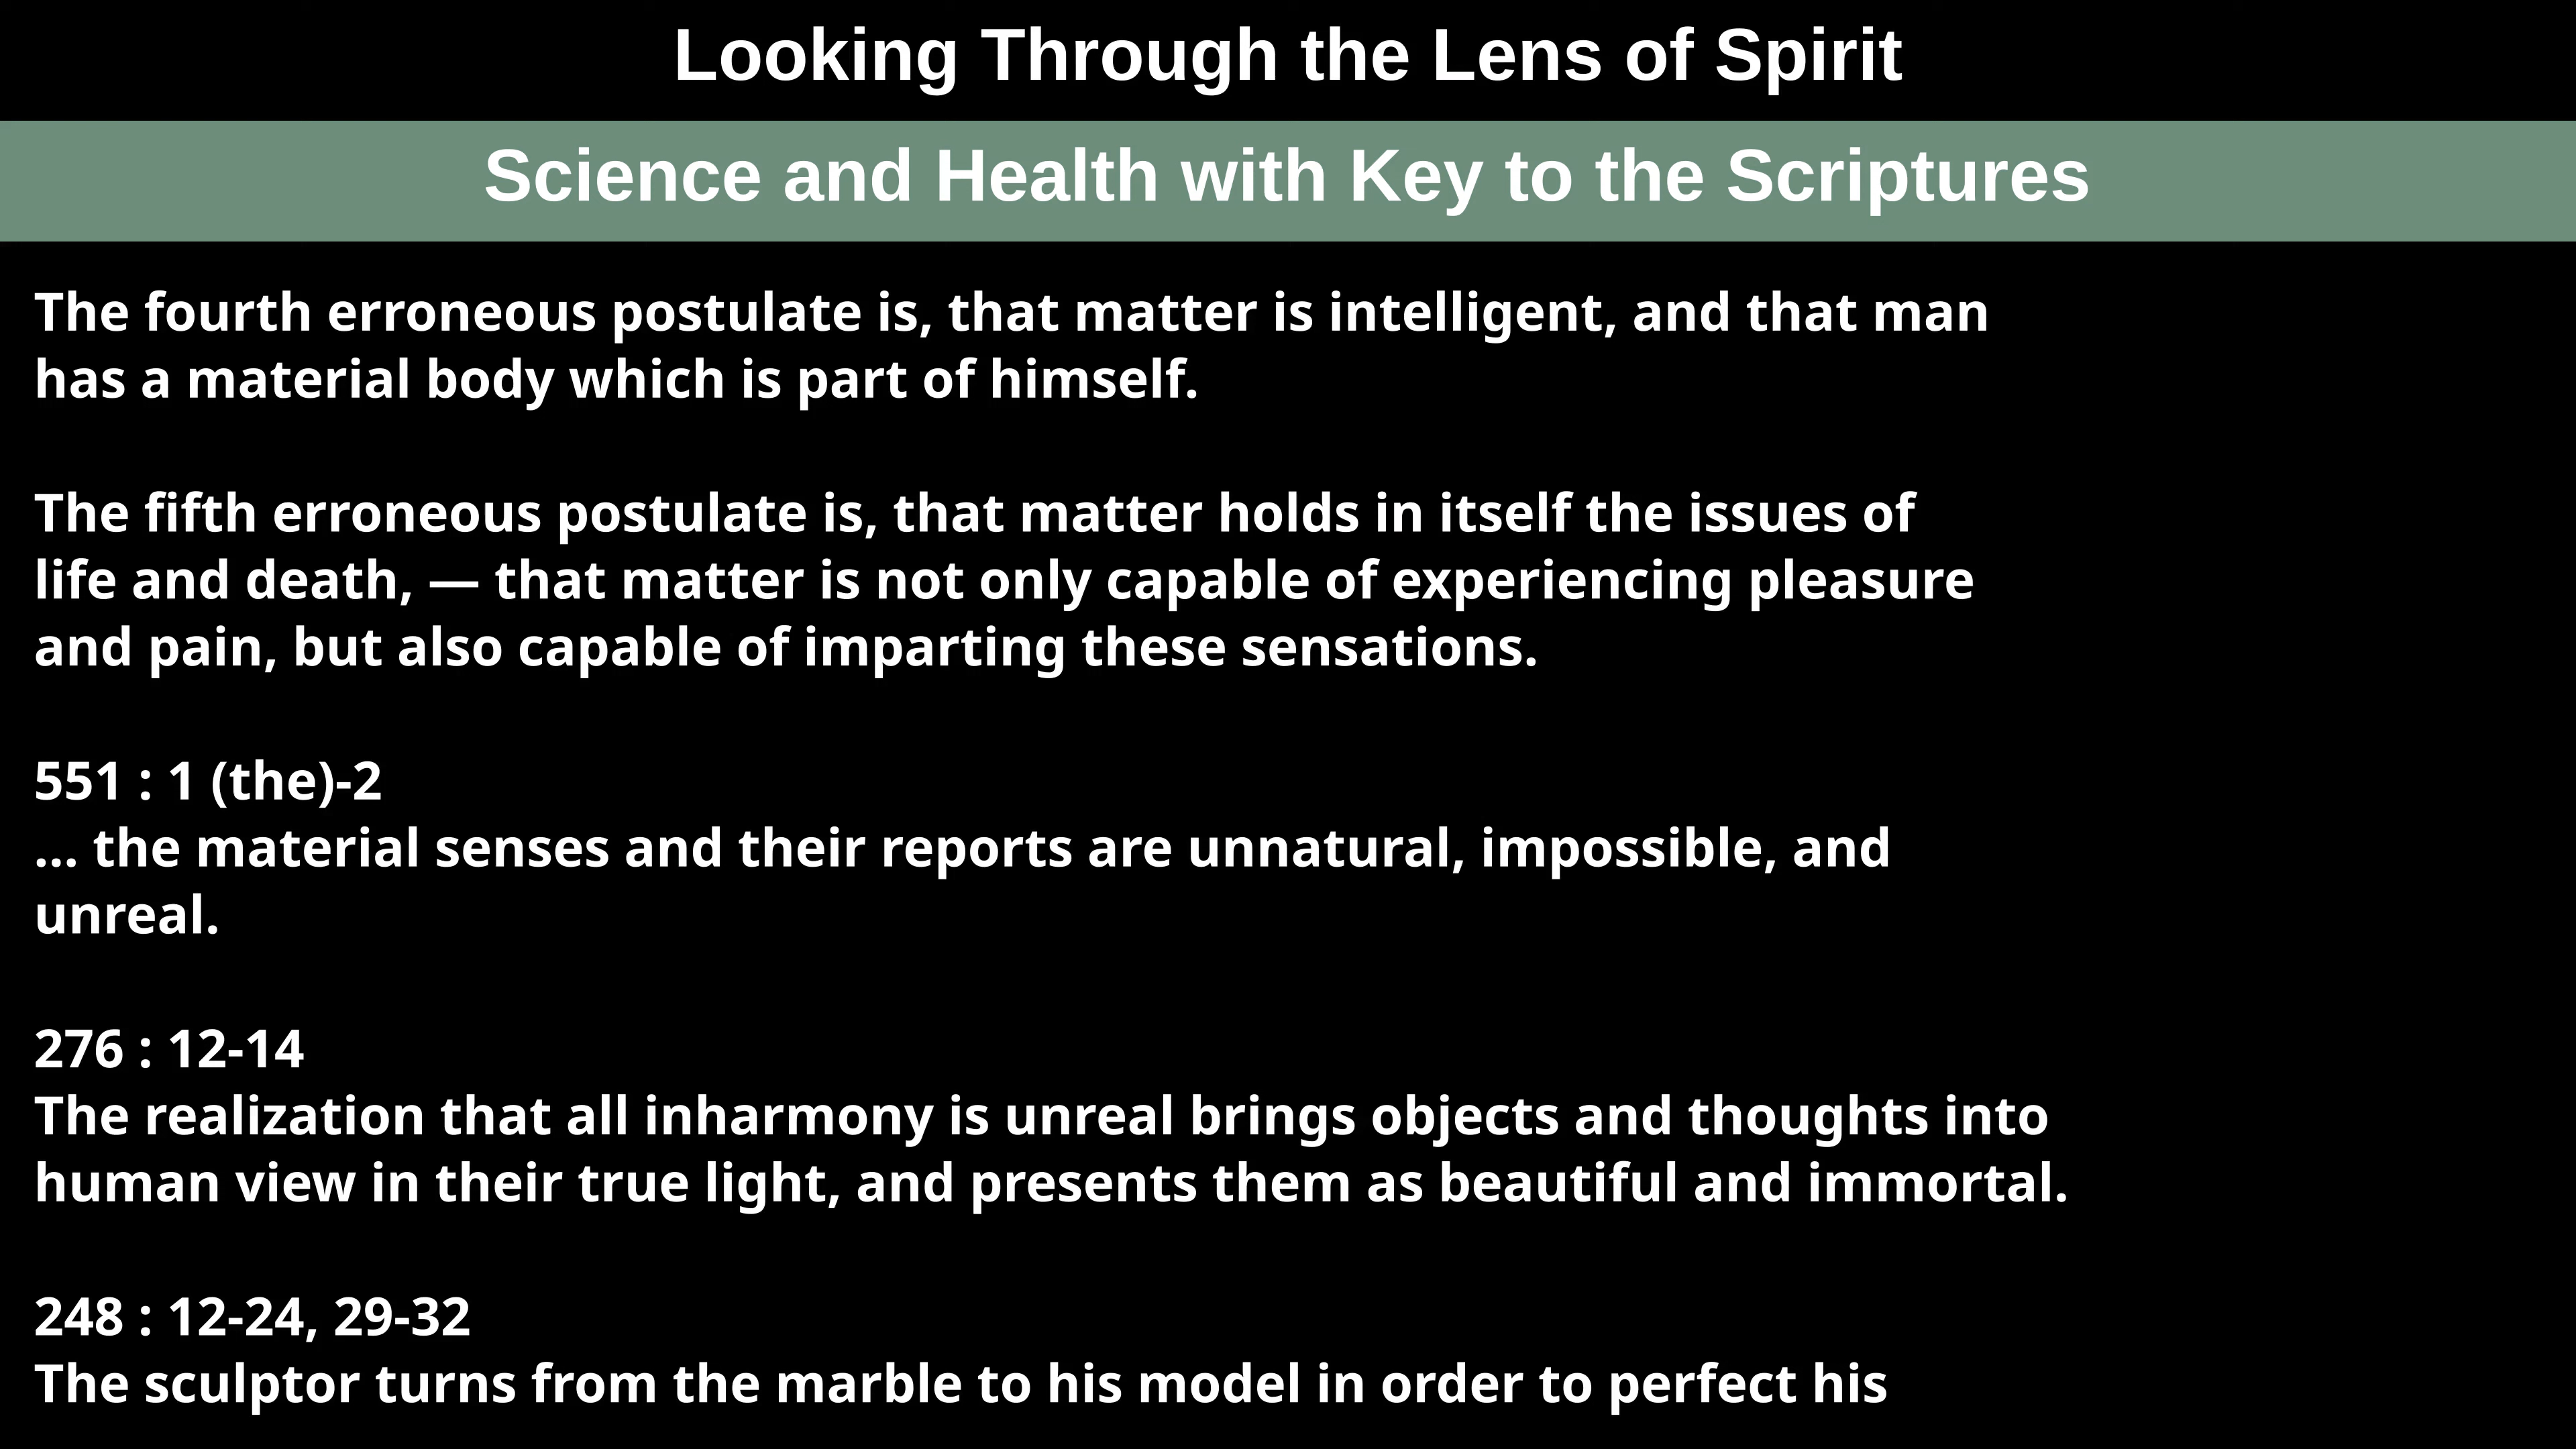 Looking Through the Lens of Spirit
Science and Health with Key to the Scriptures
The fourth erroneous postulate is, that matter is intelligent, and that man
has a material body which is part of himself.
The fifth erroneous postulate is, that matter holds in itself the issues of
life and death, — that matter is not only capable of experiencing pleasure
and pain, but also capable of imparting these sensations.
551 : 1 (the)-2
... the material senses and their reports are unnatural, impossible, and
unreal.
276 : 12-14
The realization that all inharmony is unreal brings objects and thoughts into
human view in their true light, and presents them as beautiful and immortal.
248 : 12-24, 29-32
The sculptor turns from the marble to his model in order to perfect his